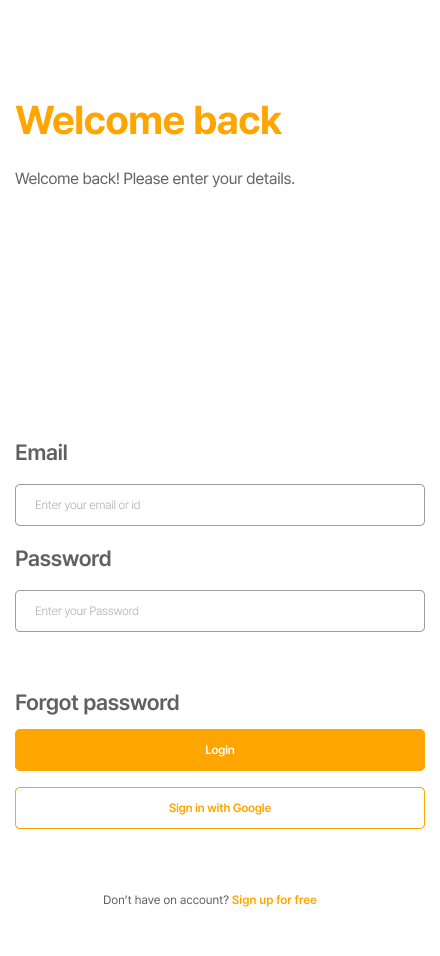 Welcome back
Welcome back! Please enter your details.
Email
Enter your email or id
Password
Enter your Password
Forgot password
Login
Sign in with Google
Don't have on account? Sign up for free